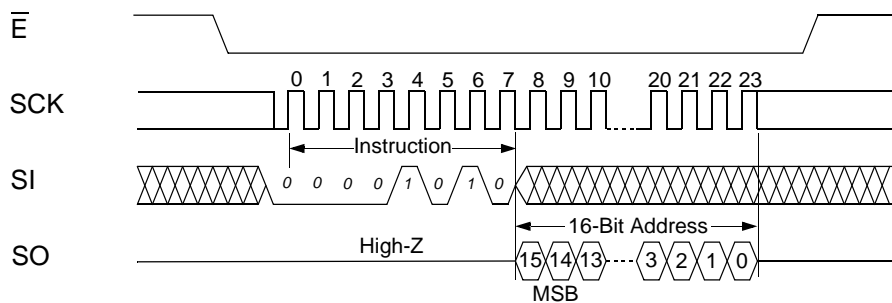 E
0 1 2 3 4 5 6 7 8 9 10 20 21 22 23
SCK
Instruction
SI 0 0 0 0 1 0 1 0
16-Bit Address
High-Z
SO 15 14 13 3 2 1 0
MSB